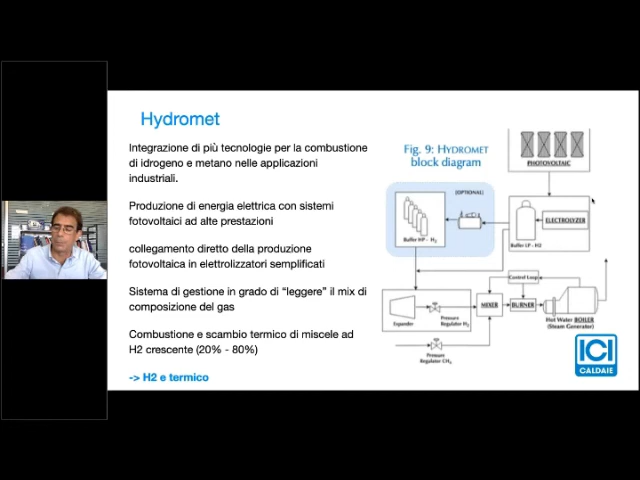 Hydromet
Integrazione di più tecnologie per la combustione
di idrogeno e metano nelle applicazioni
industriali.
Produzione di energia elettrica con sistemi
fotovoltaici ad alte prestazioni
collegamento diretto della produzione
fotovoltaica in elettrolizzatori semplificati
Sistema di gestione in grado di “leggere” il mix di
composizione del gas
Combustione e scambio termico di miscele ad
H2 crescente (20% - 80%)
-> H2 e termico
Fig. 9: HYDROMET
block diagram
PHOTOVOLTAIC
(OPTIONAL)
Buffer HP - H2
ELECTROLYZER
Buffer LP - H2
Control Loop
MIXER
BURNER
Hot Water BOILER
(Steam Generator)
Expander
Pressure
Regulator H2
Pressure
Regulator CH4
ICI
CALDAIE